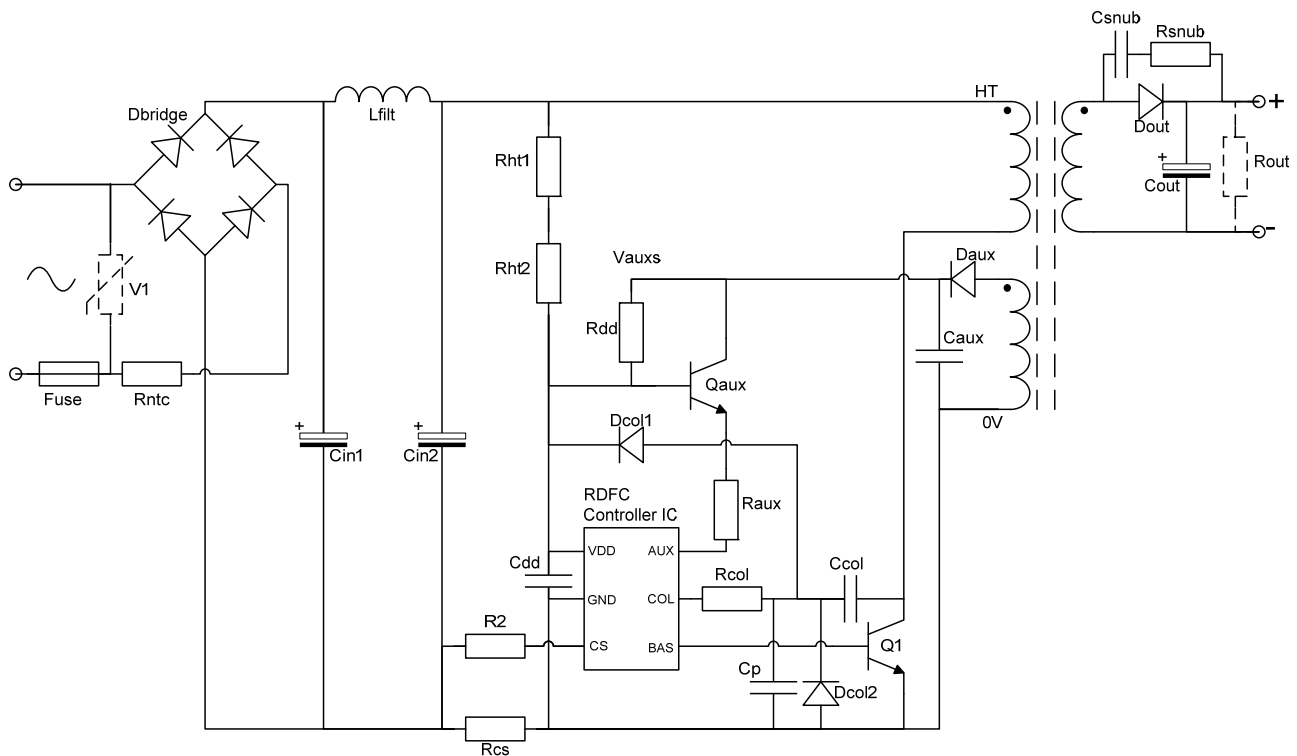 Csnub
Rsnub
HT
Dbridge
Lfilt
+
Dout
Rht1
+
Cout
Rout
-
Rht2
Vauxs
Daux
V1
Rdd
Caux
Fuse
Rntc
Qaux
0V
Dcol1
+
Cin1
+
Cin2
RDFC
Controller IC
Raux
VDD
AUX
Cdd
Ccol
Rcol
GND
COL
R2
CS
BAS
Q1
Cp
Dcol2
Rcs